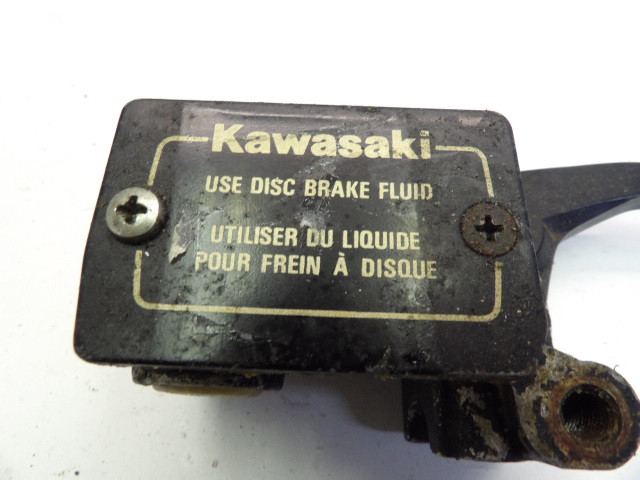 Kawasaki
USE DISC BRAKE FLUID
UTILISER DU LIQUIDE
POUR FREIN À DISQUE